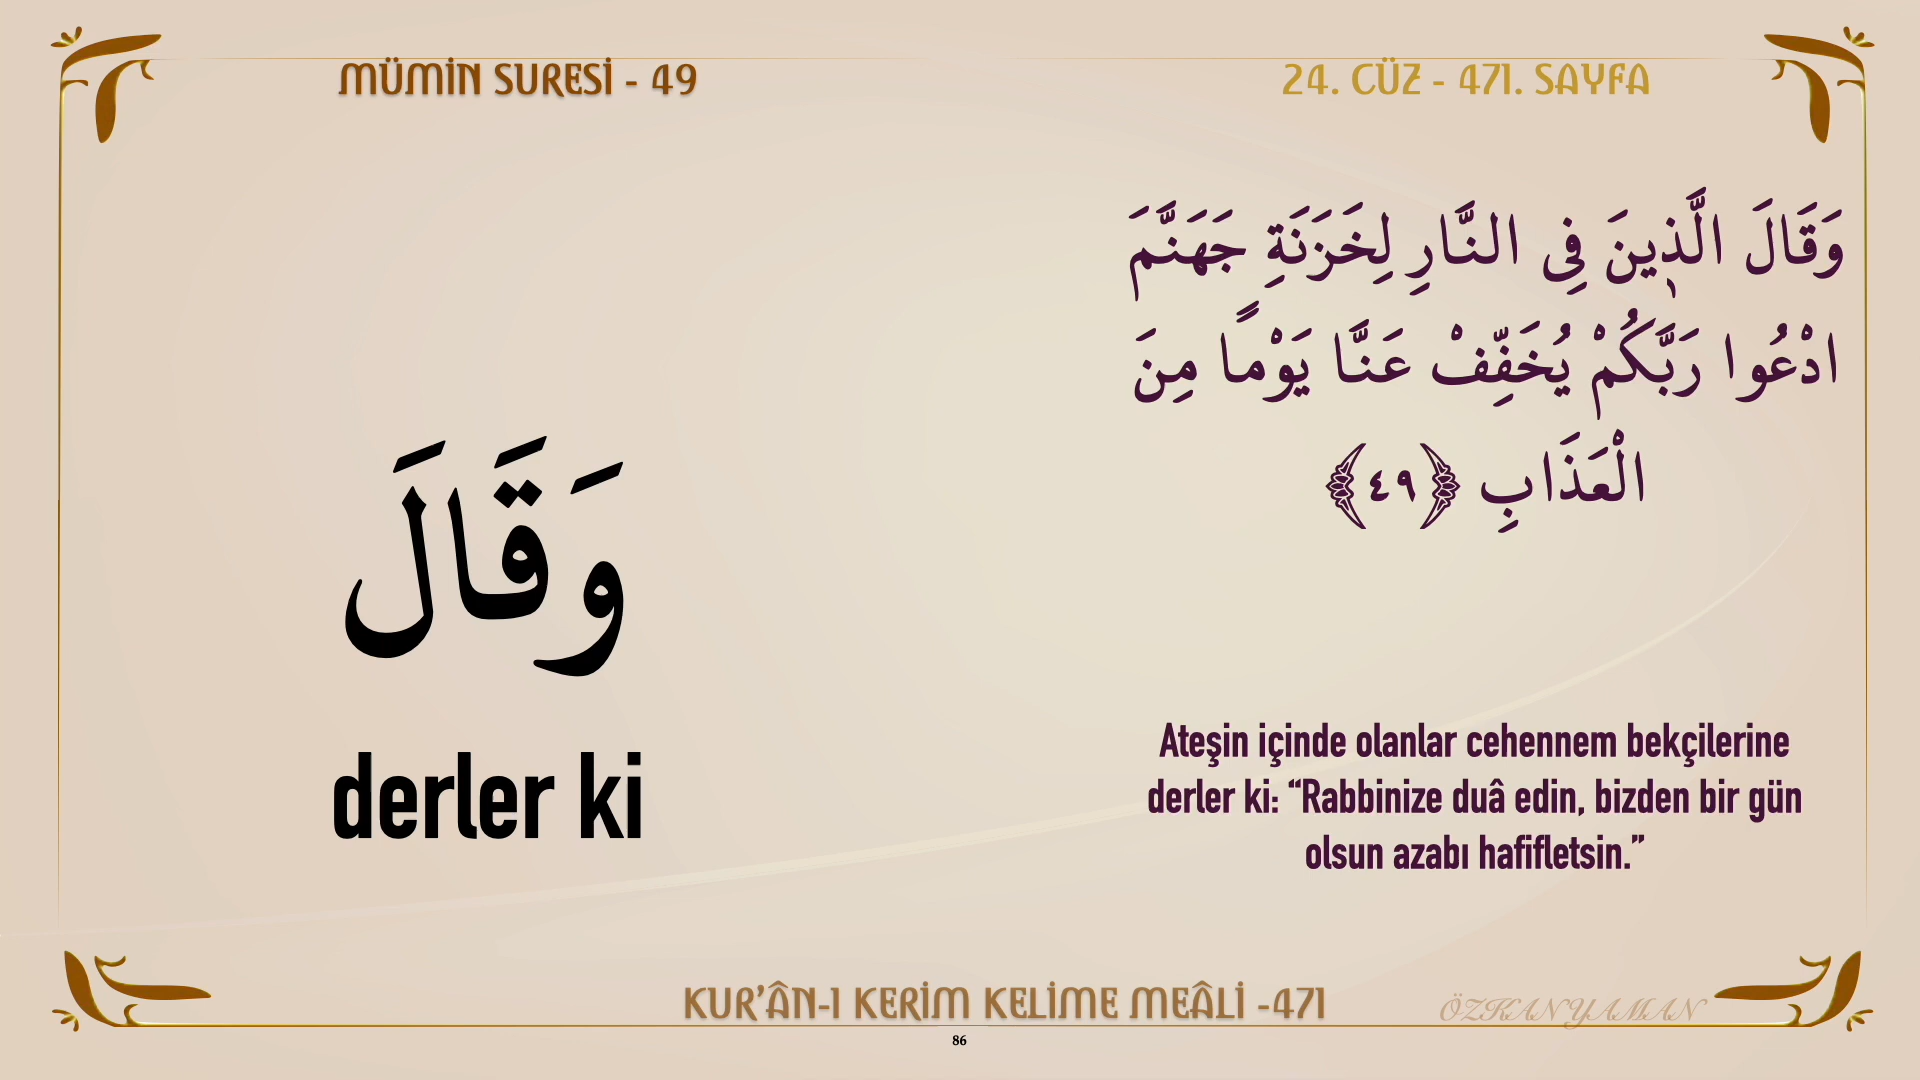 MÜMİN SURESİ - 49
24. CÜZ - 471. SAYFA
وَقَالَ الَّذ۪ينَ فِى النَّارِ لِخَزَنَةِ جَهَنَّمَ
ادْعُوا رَبَّكُمْ يُخَفِّفْ عَنَّا يَوْمًا مِنَ
الْعَذَابِ ﴿٤٩﴾
وَقَالَ
derler ki
Ateşin içinde olanlar cehennem bekçilerine
derler ki: “Rabbinize duâ edin, bizden bir gün
olsun azabı hafifletsin.”
KUR’ÂN-I KERİM KELİME MEÂLİ -471
ÖZKAN YAMAN
86